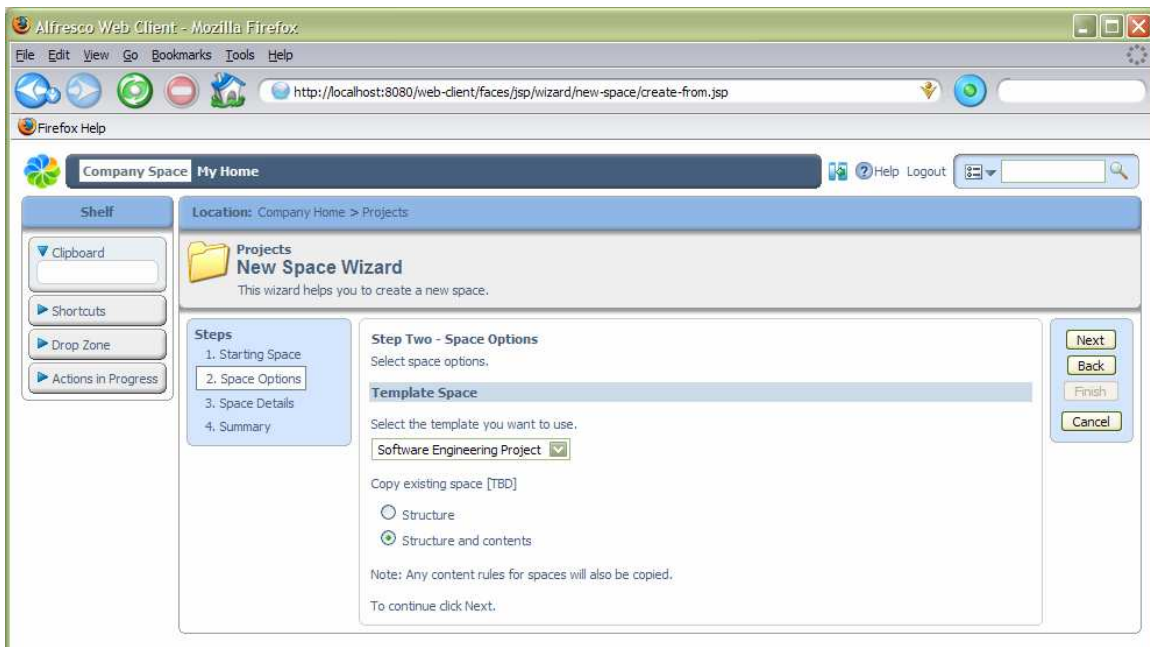 Alfresco Web Client - Mozilla Firefox
File Edit View Go Bookmarks Tools Help
http://localhost:8080/web-client/faces/jsp/wizard/new-space/create-from.jsp
Firefox Help
Company Space My Home Help Logout
Shelf
Clipboard
Shortcuts
Drop Zone
Actions in Progress
Location: Company Home > Projects
Projects
New Space Wizard
This wizard helps you to create a new space.
Steps
1. Starting Space
2. Space Options
3. Space Details
4. Summary
Step Two - Space Options
Select space options.
Template Space
Select the template you want to use.
Software Engineering Project
Copy existing space [TBD]
Structure
Structure and contents
Note: Any content rules for spaces will also be copied.
To continue click Next.
Next
Back
Finish
Cancel